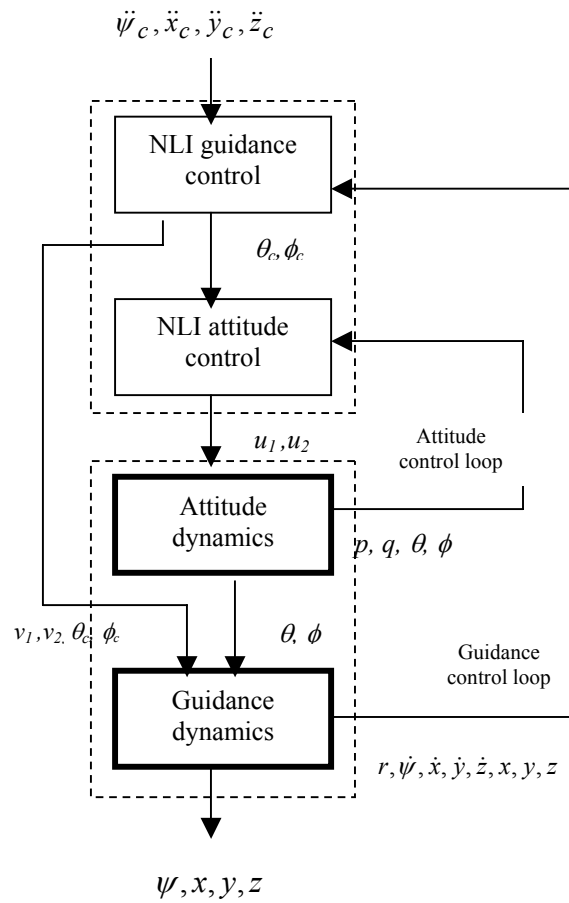 ψ̈_c, ẍ_c, ÿ_c, z̈_c
NLI guidance
control
θ_c, ϕ_c
NLI attitude
control
u_1, u_2
Attitude
control loop
Attitude
dynamics
p, q, θ, ϕ
v_1, v_2, θ_c, ϕ_c
θ, ϕ
Guidance
control loop
Guidance
dynamics
r, ψ̇, ẋ, ẏ, ż, x, y, z
ψ, x, y, z